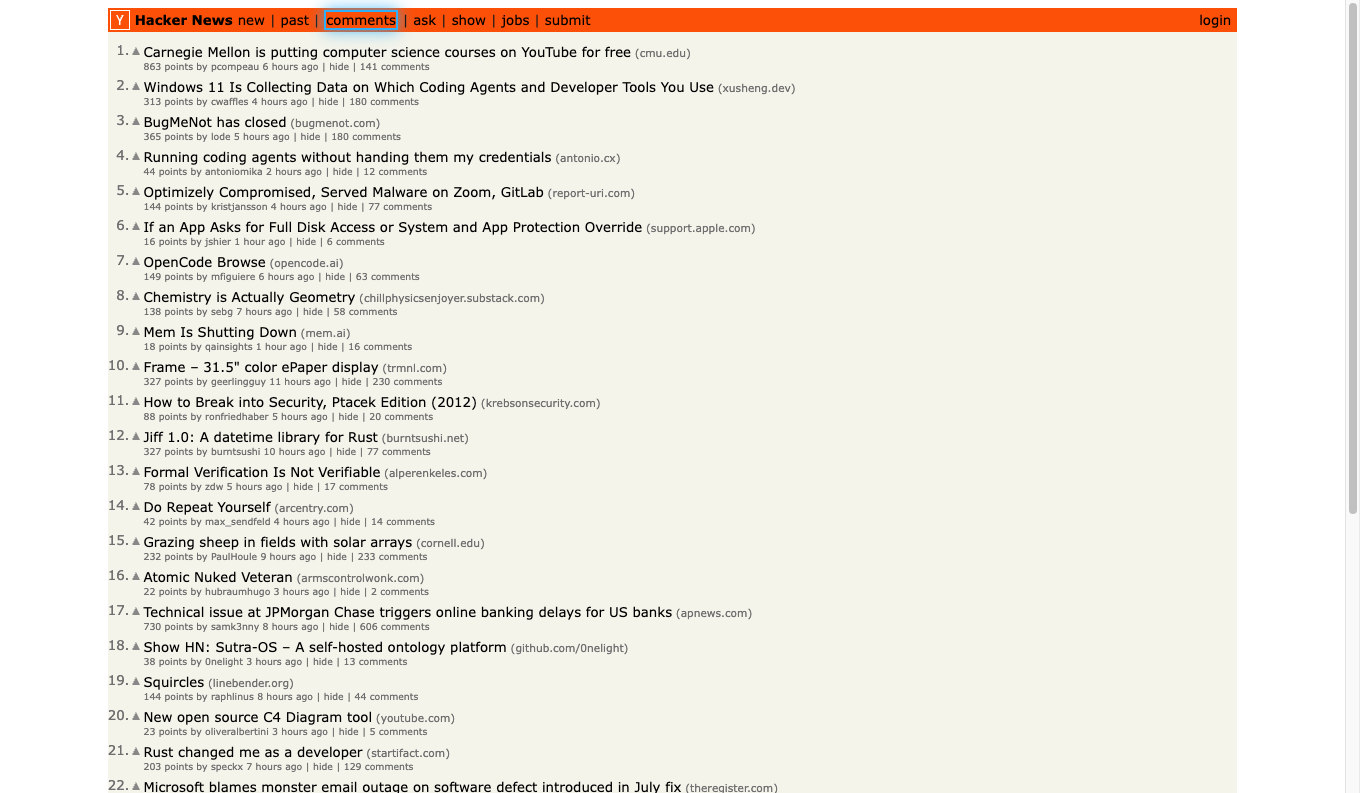 Y Hacker News new | past | comments | ask | show | jobs | submit login
1. ▲ Carnegie Mellon is putting computer science courses on YouTube for free (cmu.edu)
863 points by pcompeau 6 hours ago | hide | 141 comments
2. ▲ Windows 11 Is Collecting Data on Which Coding Agents and Developer Tools You Use (xusheng.dev)
313 points by cwaffles 4 hours ago | hide | 180 comments
3. ▲ BugMeNot has closed (bugmenot.com)
365 points by lode 5 hours ago | hide | 180 comments
4. ▲ Running coding agents without handing them my credentials (antonio.cx)
44 points by antoniomika 2 hours ago | hide | 12 comments
5. ▲ Optimizely Compromised, Served Malware on Zoom, GitLab (report-uri.com)
144 points by kristjansson 4 hours ago | hide | 77 comments
6. ▲ If an App Asks for Full Disk Access or System and App Protection Override (support.apple.com)
16 points by jshier 1 hour ago | hide | 6 comments
7. ▲ OpenCode Browse (opencode.ai)
149 points by mfiguiere 6 hours ago | hide | 63 comments
8. ▲ Chemistry is Actually Geometry (chillphysicsenjoyer.substack.com)
138 points by sebg 7 hours ago | hide | 58 comments
9. ▲ Mem Is Shutting Down (mem.ai)
18 points by qainsights 1 hour ago | hide | 16 comments
10. ▲ Frame – 31.5" color ePaper display (trmnl.com)
327 points by geerlingguy 11 hours ago | hide | 230 comments
11. ▲ How to Break into Security, Ptacek Edition (2012) (krebsonsecurity.com)
88 points by ronfriedhaber 5 hours ago | hide | 20 comments
12. ▲ Jiff 1.0: A datetime library for Rust (burntsushi.net)
327 points by burntsushi 10 hours ago | hide | 77 comments
13. ▲ Formal Verification Is Not Verifiable (alperenkeles.com)
78 points by zdw 5 hours ago | hide | 17 comments
14. ▲ Do Repeat Yourself (arcentry.com)
42 points by max_sendfeld 4 hours ago | hide | 14 comments
15. ▲ Grazing sheep in fields with solar arrays (cornell.edu)
232 points by PaulHoule 9 hours ago | hide | 233 comments
16. ▲ Atomic Nuked Veteran (armscontrolwonk.com)
22 points by hubraumhugo 3 hours ago | hide | 2 comments
17. ▲ Technical issue at JPMorgan Chase triggers online banking delays for US banks (apnews.com)
730 points by samk3nny 8 hours ago | hide | 606 comments
18. ▲ Show HN: Sutra-OS – A self-hosted ontology platform (github.com/0nelight)
38 points by 0nelight 3 hours ago | hide | 13 comments
19. ▲ Squircles (linebender.org)
144 points by raphlinus 8 hours ago | hide | 44 comments
20. ▲ New open source C4 Diagram tool (youtube.com)
23 points by oliveralbertini 3 hours ago | hide | 5 comments
21. ▲ Rust changed me as a developer (startifact.com)
203 points by speckx 7 hours ago | hide | 129 comments
22. ▲ Microsoft blames monster email outage on software defect introduced in July fix (theregister.com)